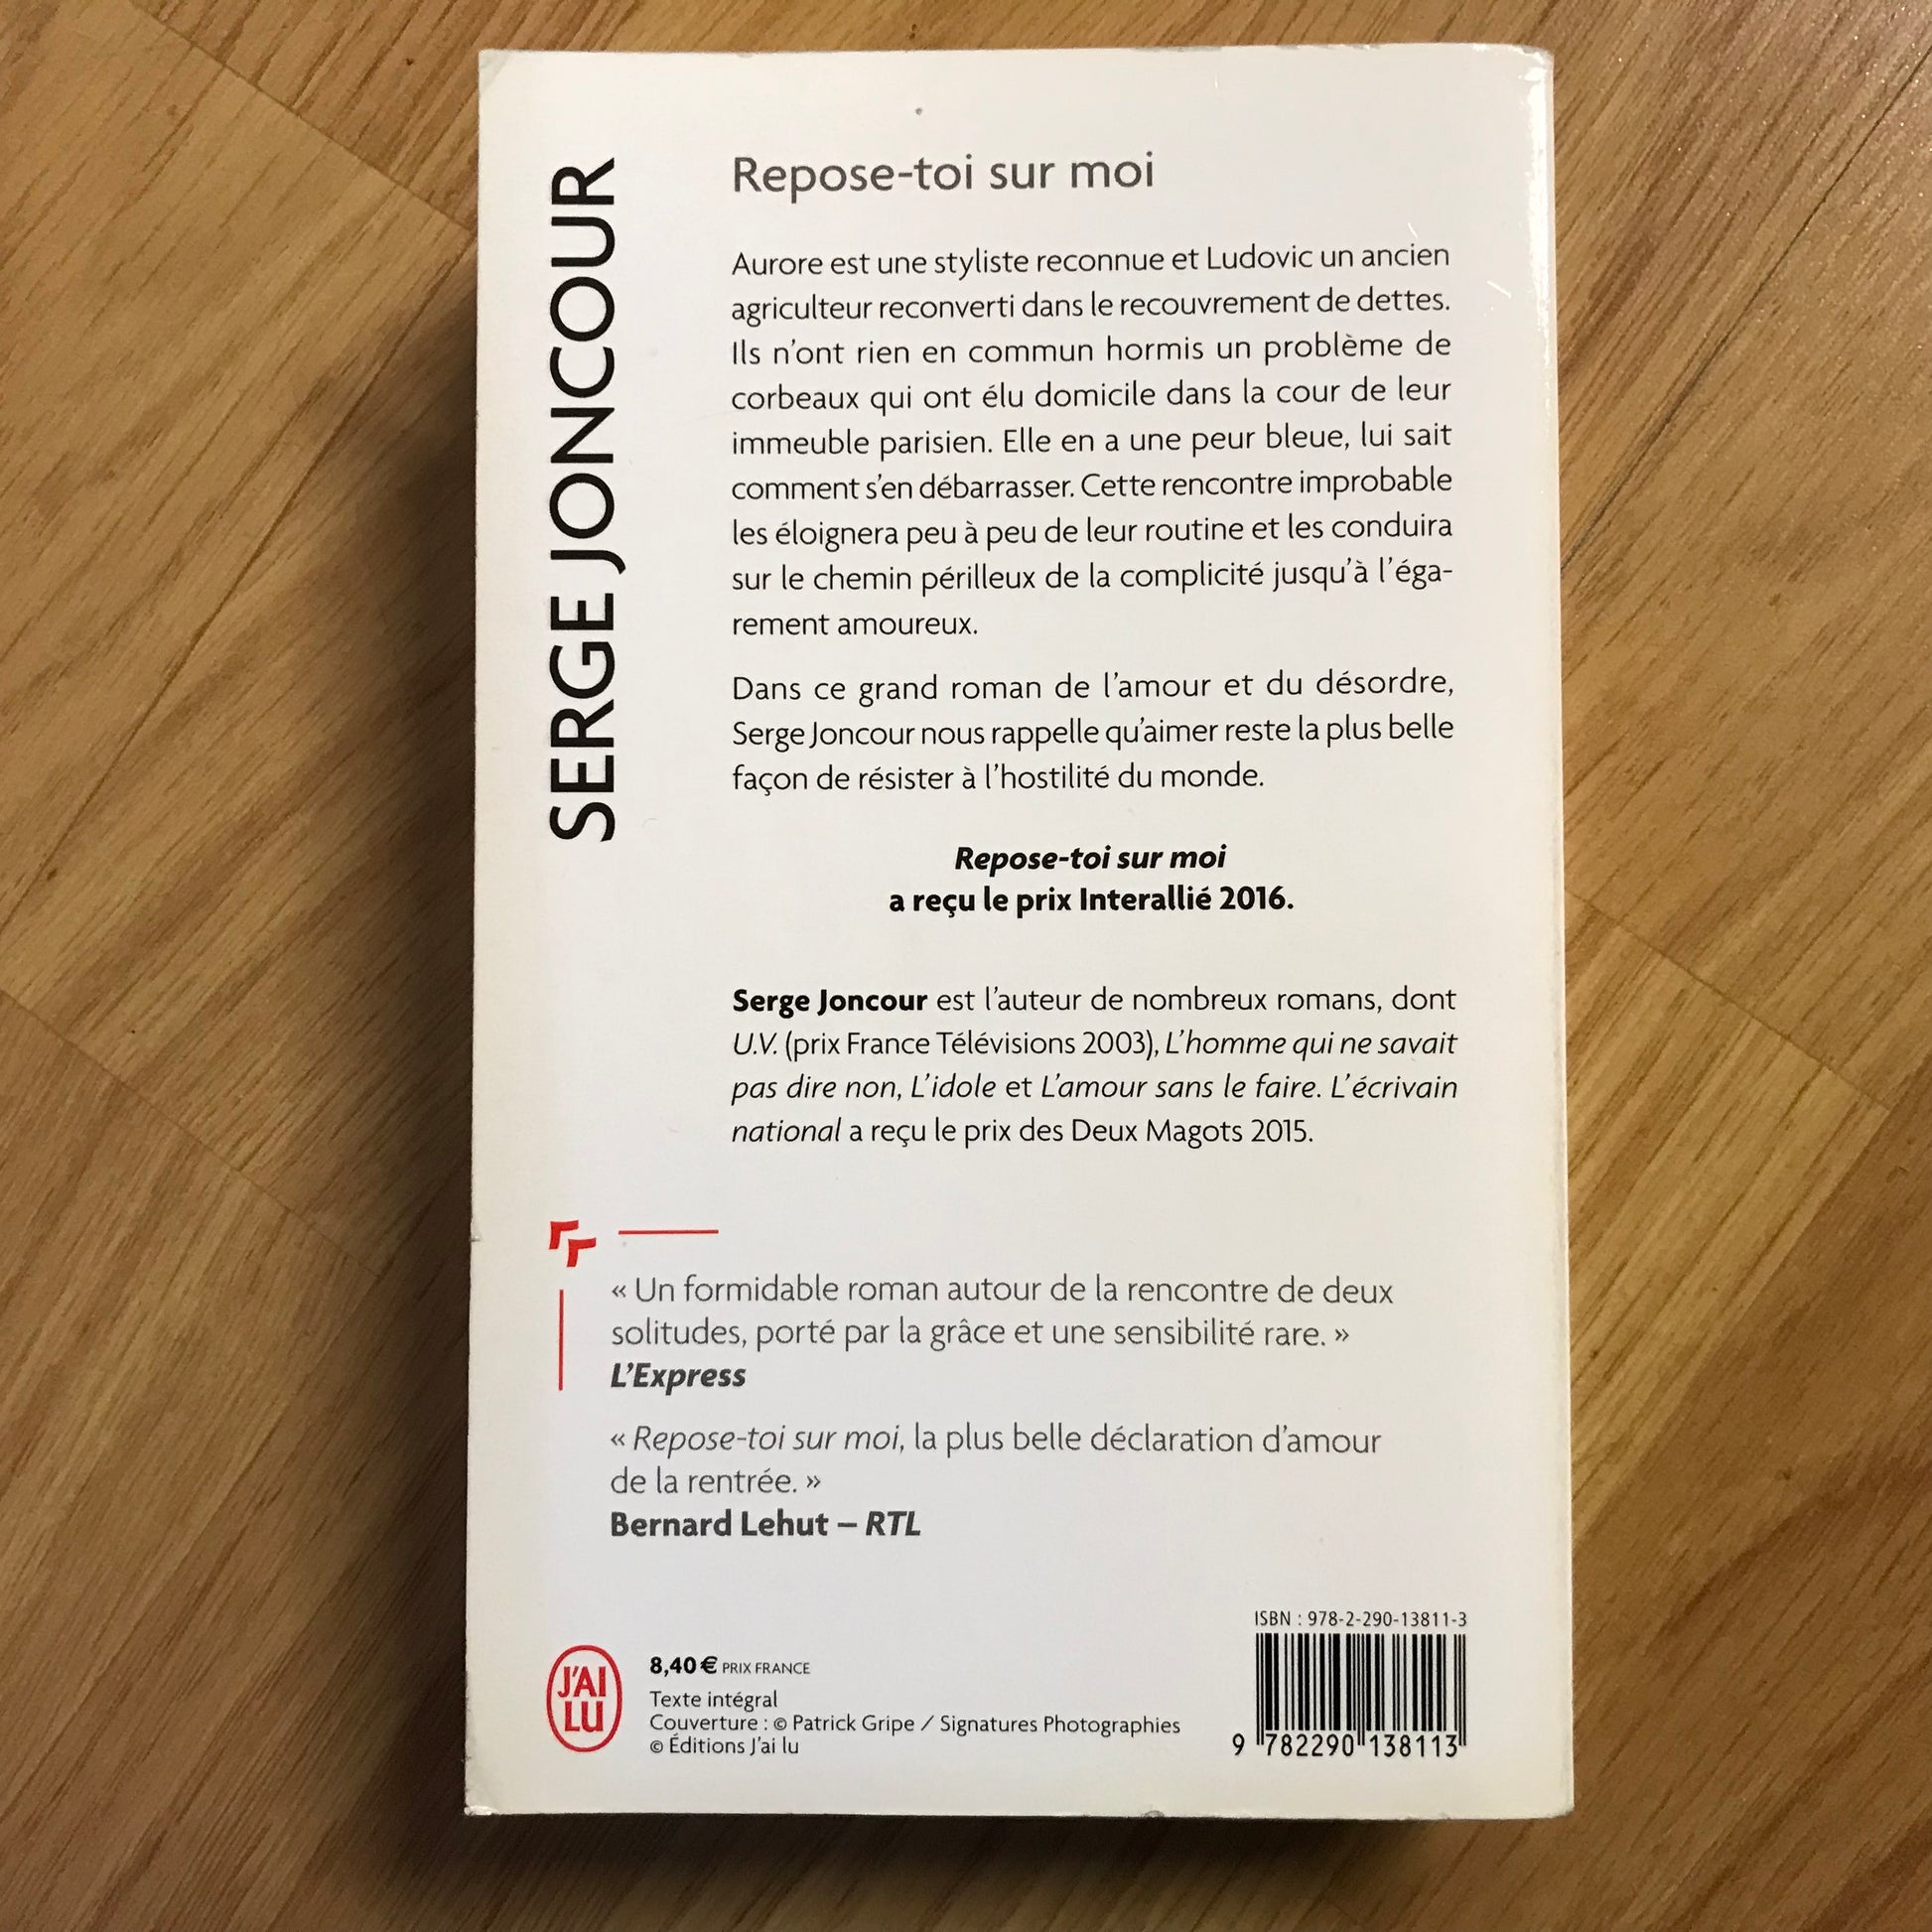 SERGE JONCOUR
Repose-toi sur moi
Aurore est une styliste reconnue et Ludovic un ancien
agriculteur reconverti dans le recouvrement de dettes.
Ils n'ont rien en commun hormis un problème de
corbeaux qui ont élu domicile dans la cour de leur
immeuble parisien. Elle en a une peur bleue, lui sait
comment s'en débarrasser. Cette rencontre improbable
les éloignera peu à peu de leur routine et les conduira
sur le chemin périlleux de la complicité jusqu'à l'éga-
rement amoureux.
Dans ce grand roman de l'amour et du désordre,
Serge Joncour nous rappelle qu'aimer reste la plus belle
façon de résister à l'hostilité du monde.
Repose-toi sur moi
a reçu le prix Interallié 2016.
Serge Joncour est l'auteur de nombreux romans, dont
U.V. (prix France Télévisions 2003), L'homme qui ne savait
pas dire non, L'idole et L'amour sans le faire. L'écrivain
national a reçu le prix des Deux Magots 2015.
« Un formidable roman autour de la rencontre de deux
solitudes, porté par la grâce et une sensibilité rare. »
L'Express
« Repose-toi sur moi, la plus belle déclaration d'amour
de la rentrée. »
Bernard Lehut – RTL
J'AI
LU
8,40 € PRIX FRANCE
Texte intégral
Couverture : © Patrick Gripe / Signatures Photographies
© Éditions J'ai lu
ISBN : 978-2-290-13811-3
9 782290 138113